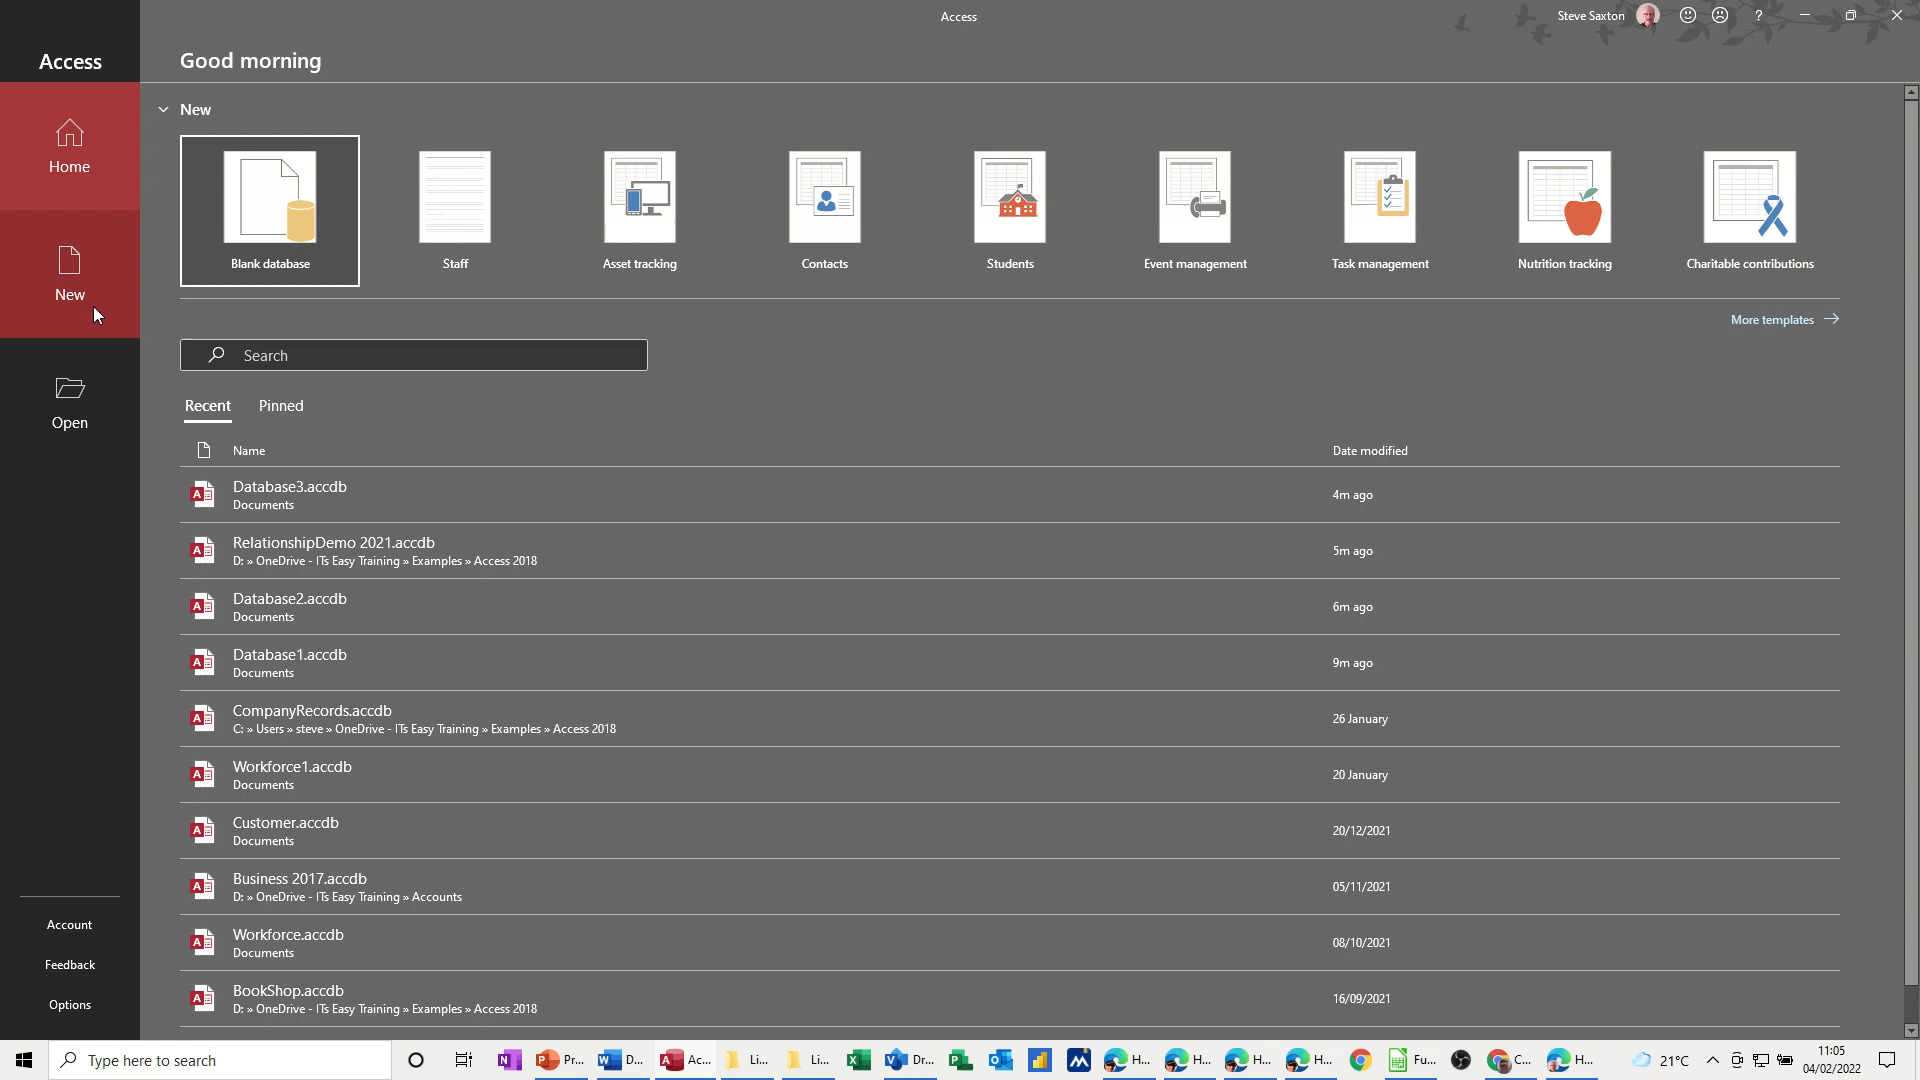 Access
Steve Saxton
?
Access
Good morning
New
Home
New
Open
Blank database
Staff
Asset tracking
Contacts
Students
Event management
Task management
Nutrition tracking
Charitable contributions
More templates
Search
Recent Pinned
Name Date modified
Database3.accdb
Documents
4m ago
RelationshipDemo 2021.accdb
D: » OneDrive - ITs Easy Training » Examples » Access 2018
5m ago
Database2.accdb
Documents
6m ago
Database1.accdb
Documents
9m ago
CompanyRecords.accdb
C: » Users » steve » OneDrive - ITs Easy Training » Examples » Access 2018
26 January
Workforce1.accdb
Documents
20 January
Customer.accdb
Documents
20/12/2021
Business 2017.accdb
D: » OneDrive - ITs Easy Training » Accounts
05/11/2021
Workforce.accdb
Documents
08/10/2021
BookShop.accdb
D: » OneDrive - ITs Easy Training » Examples » Access 2018
16/09/2021
Account
Feedback
Options
Type here to search
Pr... D... Ac... Li... Li... Dr... H... H... H... H... Fu... C... H...
21°C
11:05
04/02/2022